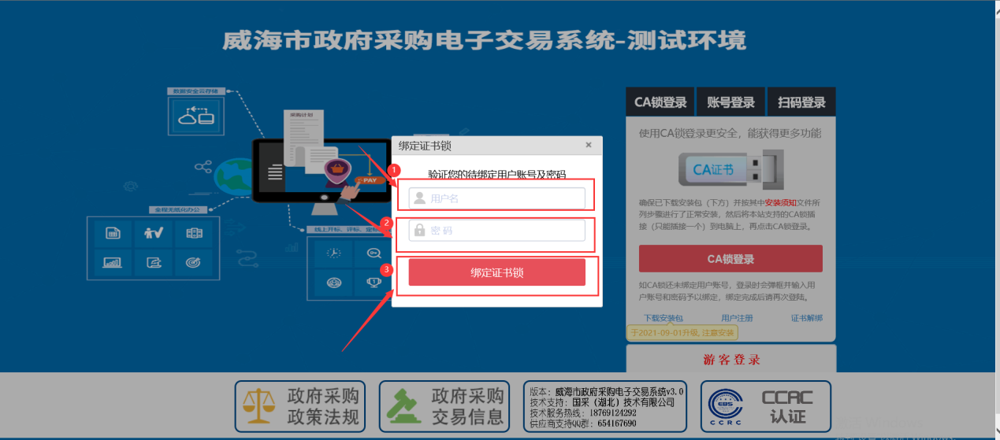 威海市政府采购电子交易系统-测试环境
数据安全云存储
采购计划
PAY
全程无纸化办公
CA锁登录
账号登录
扫码登录
使用CA锁登录更安全，能获得更多功能
CA证书
确保已下载安装包（下方）并按其中安装须知文件所
列步骤进行了正常安装，然后将本站支持的CA锁插
接（只能插接一个）到电脑上，再点击CA锁登录。
CA锁登录
如CA锁还未绑定用户账号，登录时会弹框并输入用
户账号和密码予以绑定，绑定完成后请再次登陆。
下载安装包
用户注册
证书解绑
于2021-09-01升级, 注意安装
游客登录
绑定证书锁
×
验证您的待绑定用户账号及密码
1
用户名
2
密码
3
绑定证书锁
政府采购
政策法规
政府采购
交易信息
版本：威海市政府采购电子交易系统v3.0
技术支持：国采（湖北）技术有限公司
技术服务热线：18769124292
供应商支持QQ群：654167690
EBS
CCRC
CCRC
认证